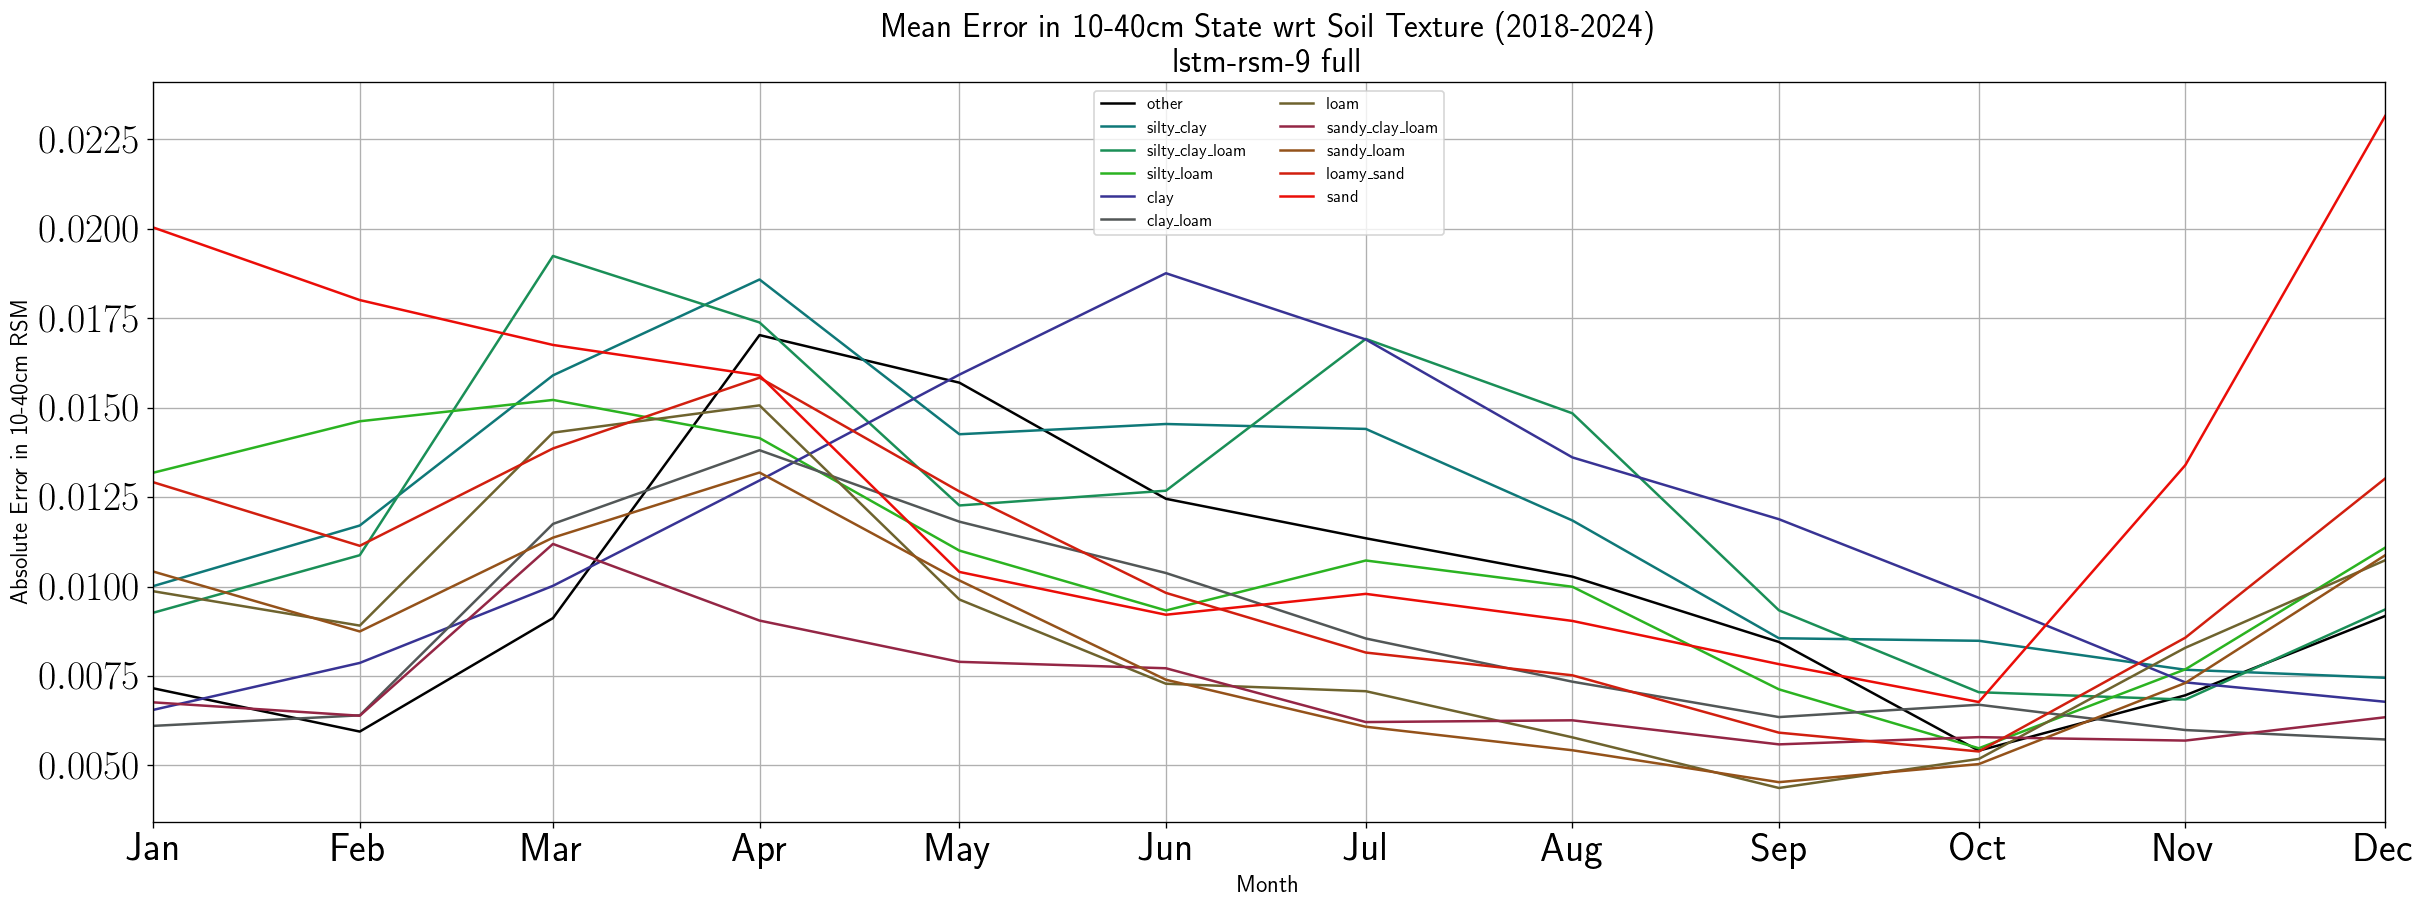 Mean Error in 10-40cm State wrt Soil Texture (2018-2024)
lstm-rsm-9 full
other
silty_clay
silty_clay_loam
silty_loam
clay
clay_loam
loam
sandy_clay_loam
sandy_loam
loamy_sand
sand
Absolute Error in 10-40cm RSM
0.0225
0.0200
0.0175
0.0150
0.0125
0.0100
0.0075
0.0050
Jan Feb Mar Apr May Jun Jul Aug Sep Oct Nov Dec
Month